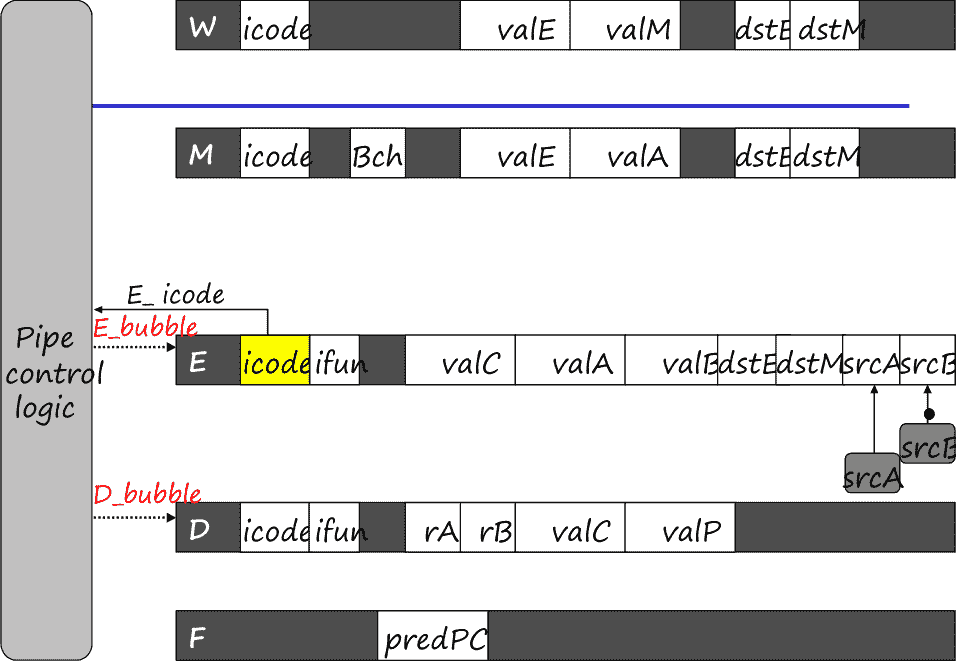 W icode valE valM dstE dstM
M icode Bch valE valA dstE dstM
E_ icode
E_bubble
Pipe
control
logic
E icode ifun valC valA valB dstE dstM srcA srcB
srcB
srcA
D_bubble
D icode ifun rA rB valC valP
F predPC